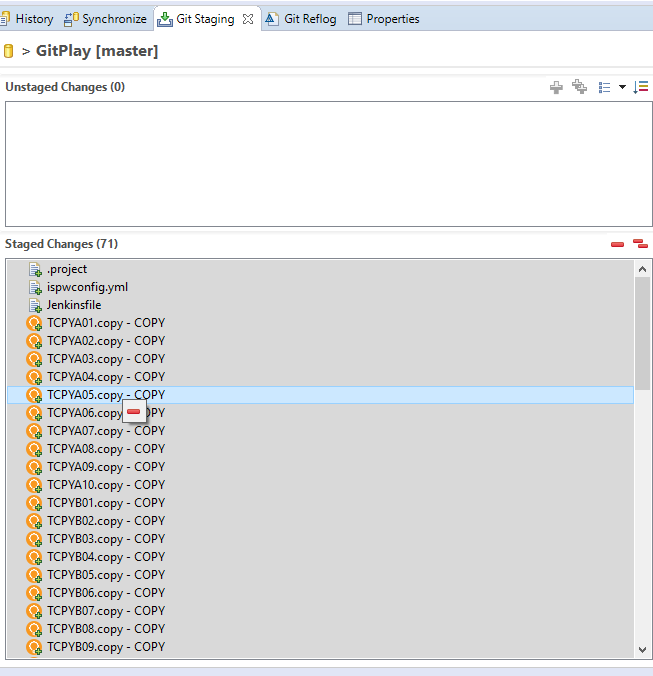 History Synchronize Git Staging Git Reflog Properties
> GitPlay [master]
Unstaged Changes (0)
Staged Changes (71)
.project
ispwconfig.yml
Jenkinsfile
TCPYA01.copy - COPY
TCPYA02.copy - COPY
TCPYA03.copy - COPY
TCPYA04.copy - COPY
TCPYA05.copy - COPY
TCPYA06.copy PY
TCPYA07.copy - COPY
TCPYA08.copy - COPY
TCPYA09.copy - COPY
TCPYA10.copy - COPY
TCPYB01.copy - COPY
TCPYB02.copy - COPY
TCPYB03.copy - COPY
TCPYB04.copy - COPY
TCPYB05.copy - COPY
TCPYB06.copy - COPY
TCPYB07.copy - COPY
TCPYB08.copy - COPY
TCPYB09.copy - COPY